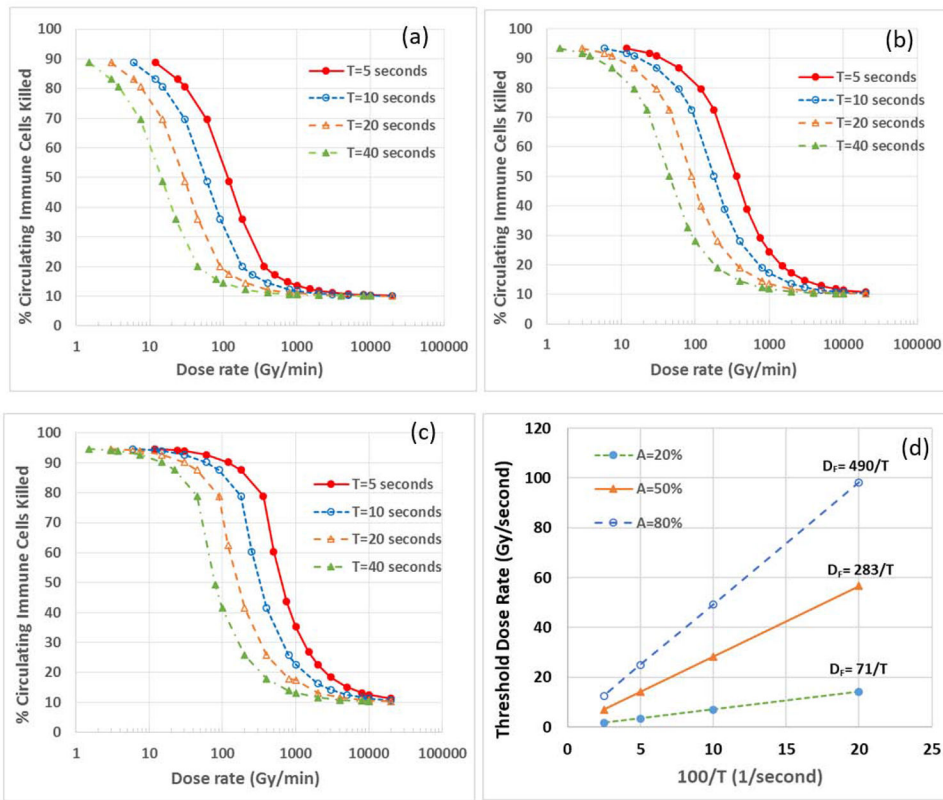 (a)
% Circulating Immune Cells Killed
100
90
80
70
60
50
40
30
20
10
0
T=5 seconds
T=10 seconds
T=20 seconds
T=40 seconds
1 10 100 1000 10000 100000
Dose rate (Gy/min)
(b)
% Circulating Immune Cells Killed
100
90
80
70
60
50
40
30
20
10
0
T=5 seconds
T=10 seconds
T=20 seconds
T=40 seconds
1 10 100 1000 10000 100000
Dose rate (Gy/min)
(c)
% Circulating Immune Cells Killed
100
90
80
70
60
50
40
30
20
10
0
T=5 seconds
T=10 seconds
T=20 seconds
T=40 seconds
1 10 100 1000 10000 100000
Dose rate (Gy/min)
(d)
Threshold Dose Rate (Gy/second)
120
100
80
60
40
20
0
A=20%
A=50%
A=80%
DF= 490/T
DF= 283/T
DF= 71/T
0 5 10 15 20 25
100/T (1/second)